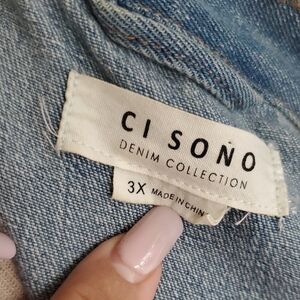 CI SONO
DENIM COLLECTION
3X MADE IN CHINA